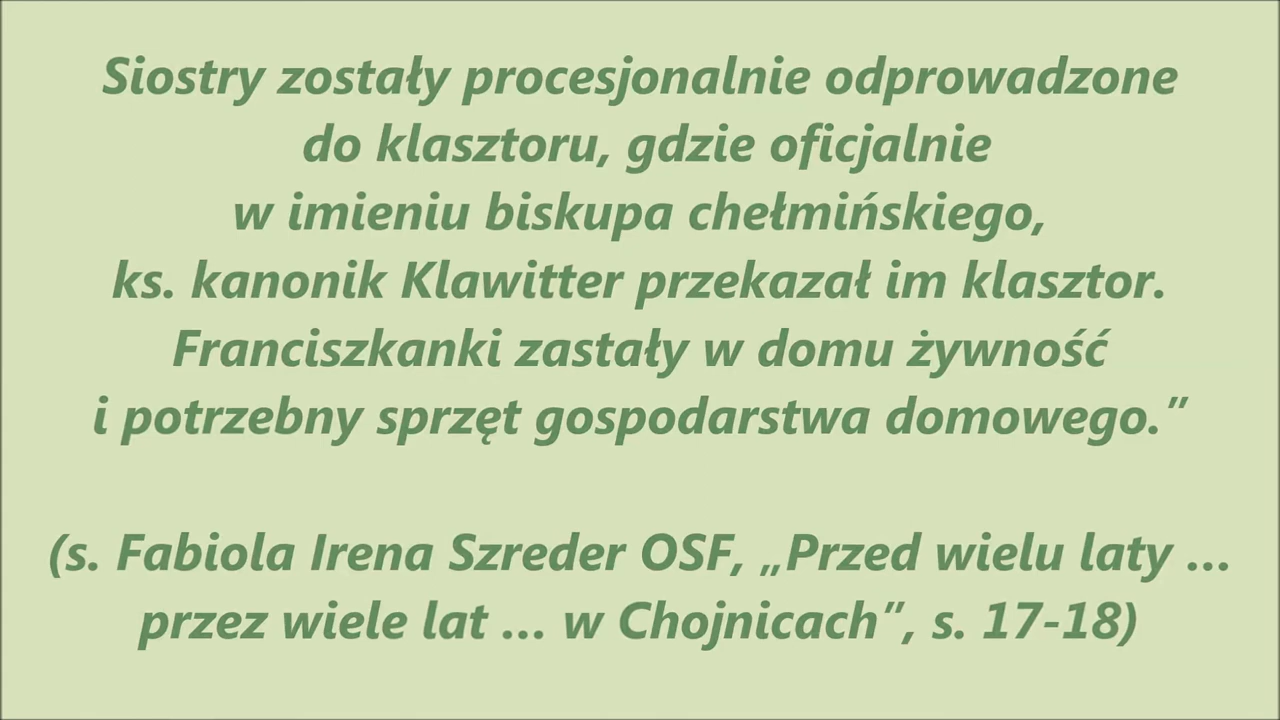 Siostry zostały procesjonalnie odprowadzone
do klasztoru, gdzie oficjalnie
w imieniu biskupa chełmińskiego,
ks. kanonik Klawitter przekazał im klasztor.
Franciszkanki zastały w domu żywność
i potrzebny sprzęt gospodarstwa domowego.”
(s. Fabiola Irena Szreder OSF, „Przed wielu laty ...
przez wiele lat ... w Chojnicach”, s. 17-18)